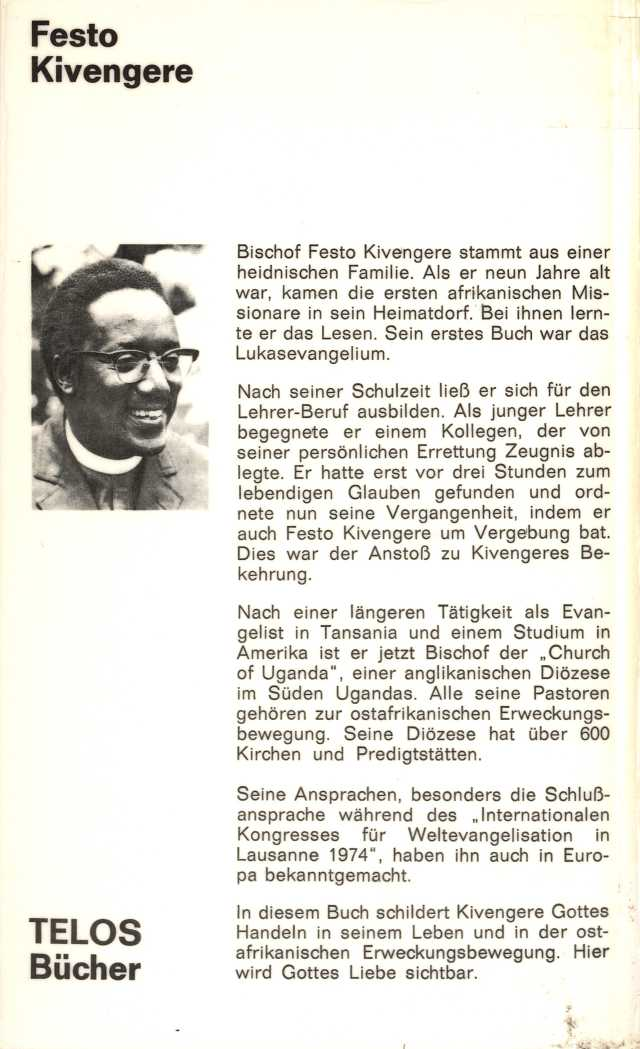 Festo
Kivengere
Bischof Festo Kivengere stammt aus einer
heidnischen Familie. Als er neun Jahre alt
war, kamen die ersten afrikanischen Mis-
sionare in sein Heimatdorf. Bei ihnen lern-
te er das Lesen. Sein erstes Buch war das
Lukasevangelium.
Nach seiner Schulzeit ließ er sich für den
Lehrer-Beruf ausbilden. Als junger Lehrer
begegnete er einem Kollegen, der von
seiner persönlichen Errettung Zeugnis ab-
legte. Er hatte erst vor drei Stunden zum
lebendigen Glauben gefunden und ord-
nete nun seine Vergangenheit, indem er
auch Festo Kivengere um Vergebung bat.
Dies war der Anstoß zu Kivengeres Be-
kehrung.
Nach einer längeren Tätigkeit als Evan-
gelist in Tansania und einem Studium in
Amerika ist er jetzt Bischof der „Church
of Uganda“, einer anglikanischen Diözese
im Süden Ugandas. Alle seine Pastoren
gehören zur ostafrikanischen Erweckungs-
bewegung. Seine Diözese hat über 600
Kirchen und Predigtstätten.
Seine Ansprachen, besonders die Schluß-
ansprache während des „Internationalen
Kongresses für Weltevangelisation in
Lausanne 1974“, haben ihn auch in Euro-
pa bekanntgemacht.
In diesem Buch schildert Kivengere Gottes
Handeln in seinem Leben und in der ost-
afrikanischen Erweckungsbewegung. Hier
wird Gottes Liebe sichtbar.
TELOS
Bücher